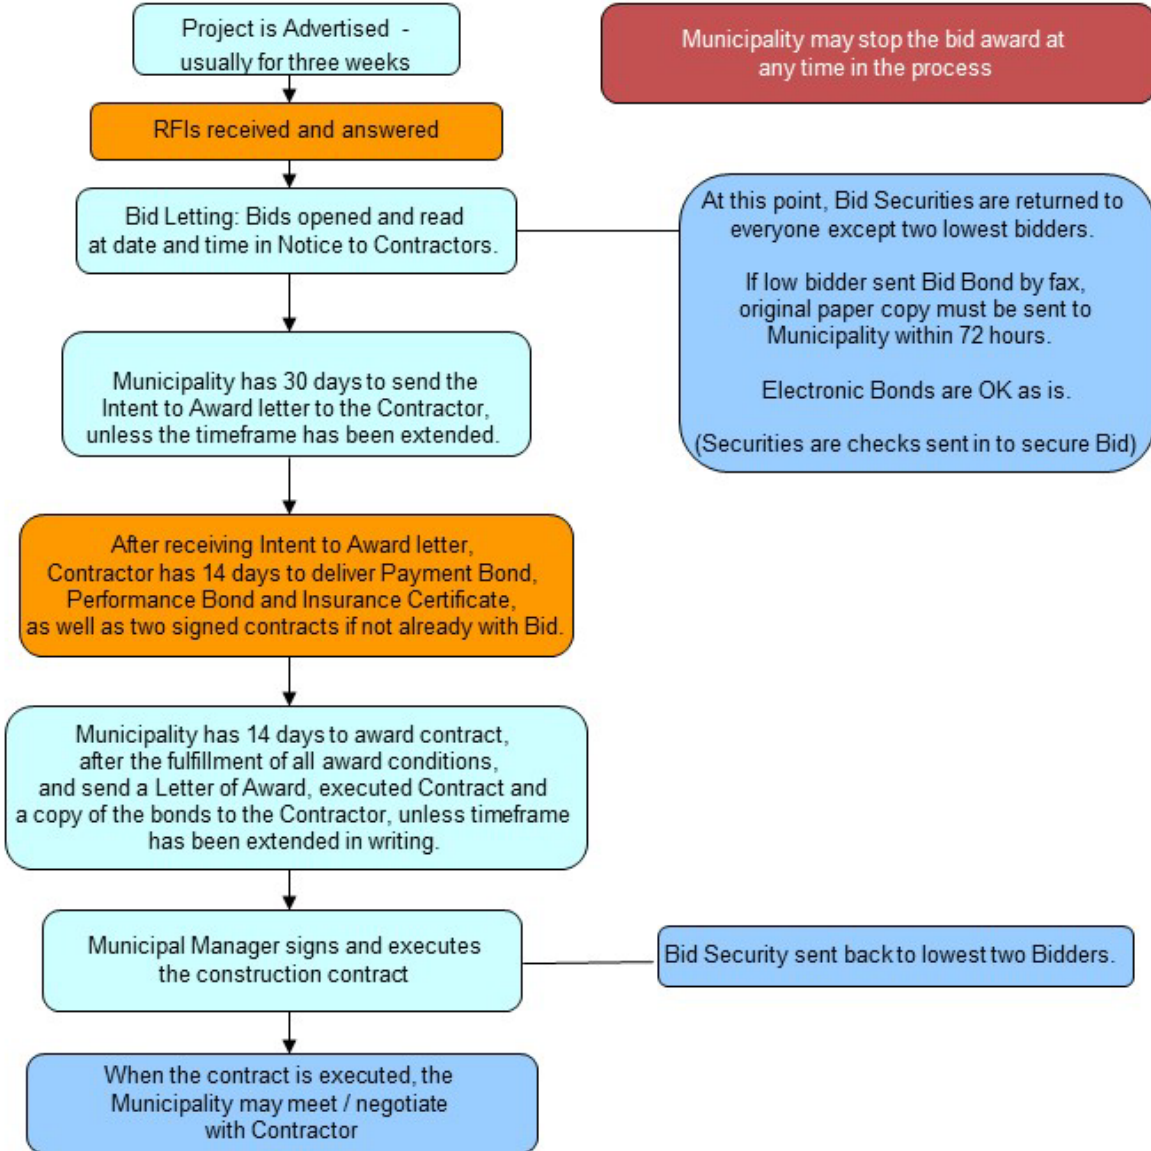 Project is Advertised -
usually for three weeks
Municipality may stop the bid award at
any time in the process
RFIs received and answered
Bid Letting: Bids opened and read
at date and time in Notice to Contractors.
At this point, Bid Securities are returned to
everyone except two lowest bidders.
If low bidder sent Bid Bond by fax,
original paper copy must be sent to
Municipality within 72 hours.
Electronic Bonds are OK as is.
(Securities are checks sent in to secure Bid)
Municipality has 30 days to send the
Intent to Award letter to the Contractor,
unless the timeframe has been extended.
After receiving Intent to Award letter,
Contractor has 14 days to deliver Payment Bond,
Performance Bond and Insurance Certificate,
as well as two signed contracts if not already with Bid.
Municipality has 14 days to award contract,
after the fulfillment of all award conditions,
and send a Letter of Award, executed Contract and
a copy of the bonds to the Contractor, unless timeframe
has been extended in writing.
Municipal Manager signs and executes
the construction contract
Bid Security sent back to lowest two Bidders.
When the contract is executed, the
Municipality may meet / negotiate
with Contractor